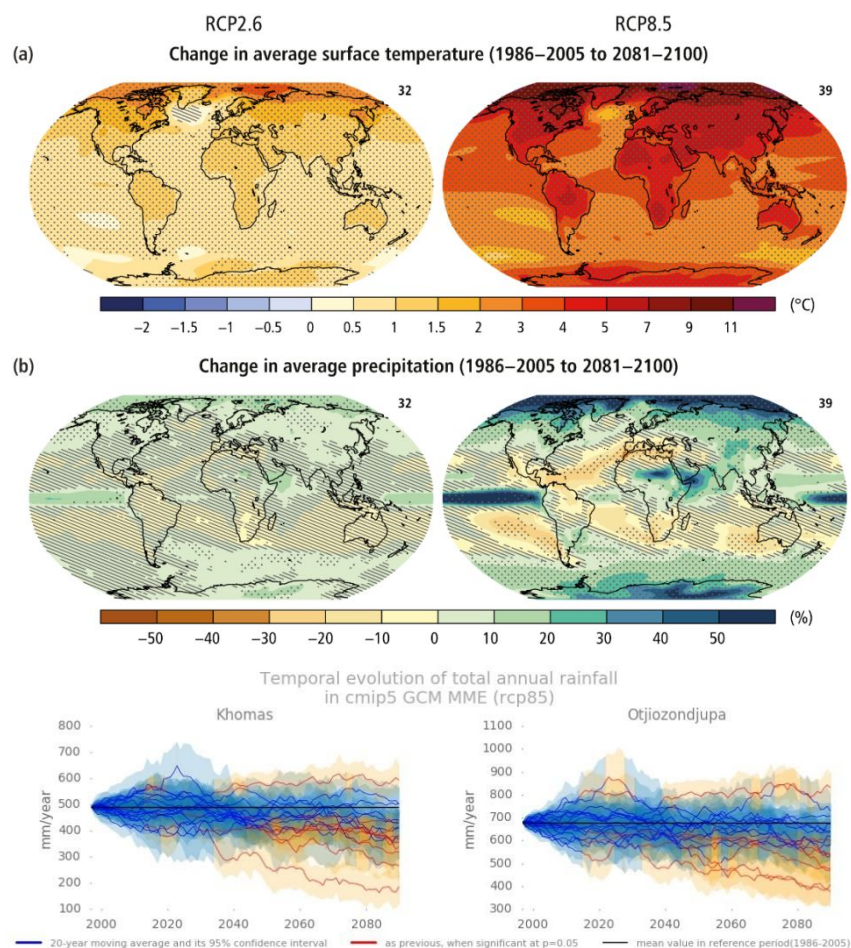 RCP2.6 RCP8.5
(a) Change in average surface temperature (1986–2005 to 2081–2100)
32 39
−2 −1.5 −1 −0.5 0 0.5 1 1.5 2 3 4 5 7 9 11 (°C)
(b) Change in average precipitation (1986–2005 to 2081–2100)
32 39
−50 −40 −30 −20 −10 0 10 20 30 40 50 (%)
Temporal evolution of total annual rainfall
in cmip5 GCM MME (rcp85)
Khomas Otjiozondjupa
800
700
600
500
400
300
200
100
mm/year
2000 2020 2040 2060 2080
1100
1000
900
800
700
600
500
400
300
mm/year
2000 2020 2040 2060 2080
20-year moving average and its 95% confidence interval as previous, when significant at p=0.05 mean value in reference period(1986-2005)